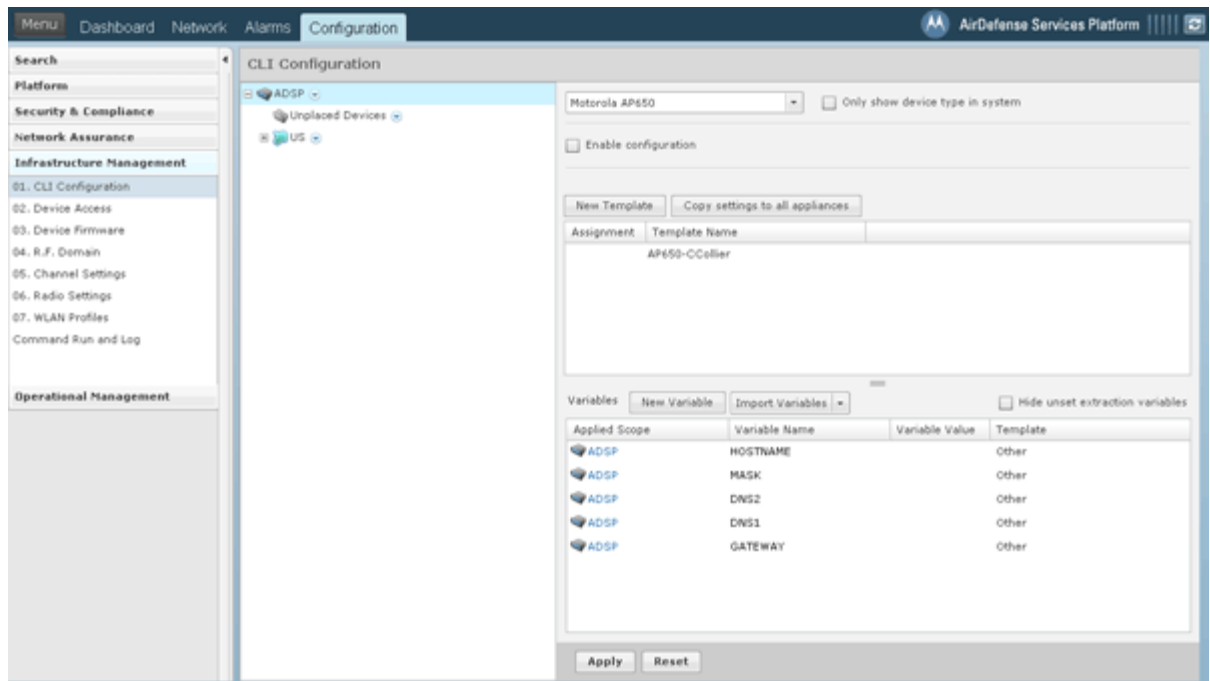 Menu Dashboard Network Alarms Configuration AirDefense Services Platform
Search
Platform
Security & Compliance
Network Assurance
Infrastructure Management
01. CLI Configuration
02. Device Access
03. Device Firmware
04. R.F. Domain
05. Channel Settings
06. Radio Settings
07. WLAN Profiles
Command Run and Log
Operational Management
CLI Configuration
ADSP
Unplaced Devices
US
Motorola AP650 Only show device type in system
Enable configuration
New Template Copy settings to all appliances
Assignment Template Name
AP650-CCollier
Variables New Variable Import Variables Hide unset extraction variables
Applied Scope Variable Name Variable Value Template
ADSP HOSTNAME Other
ADSP MASK Other
ADSP DNS2 Other
ADSP DNS1 Other
ADSP GATEWAY Other
Apply Reset